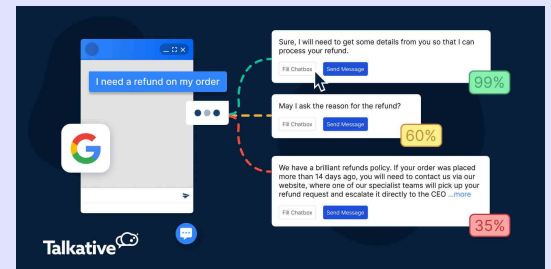 I need a refund on my order
Sure, I will need to get some details from you so that I can
process your refund.
Fill Chatbox
Send Message
99%
May I ask the reason for the refund?
Fill Chatbox
Send Message
60%
We have a brilliant refunds policy. If your order was placed
more than 14 days ago, you will need to contact us via our
website, where one of our specialist teams will pick up your
refund request and escalate it directly to the CEO ...more
Fill Chatbox
Send Message
35%
G
Talkative